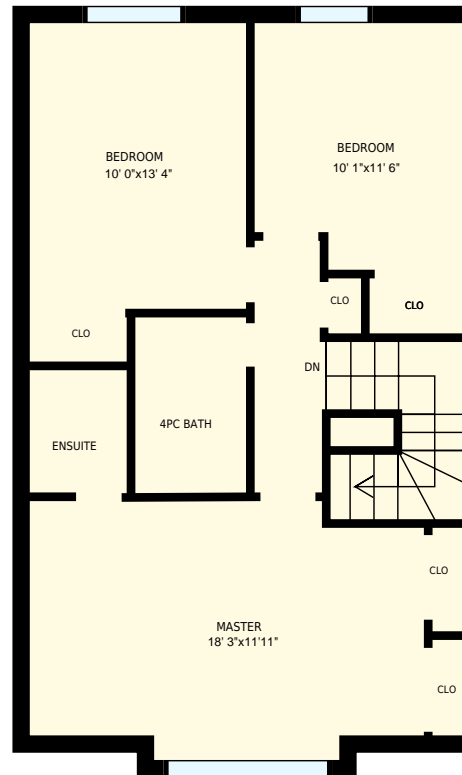 BEDROOM
10' 0"x13' 4"
BEDROOM
10' 1"x11' 6"
CLO
CLO
CLO
DN
4PC BATH
ENSUITE
CLO
MASTER
18' 3"x11'11"
CLO